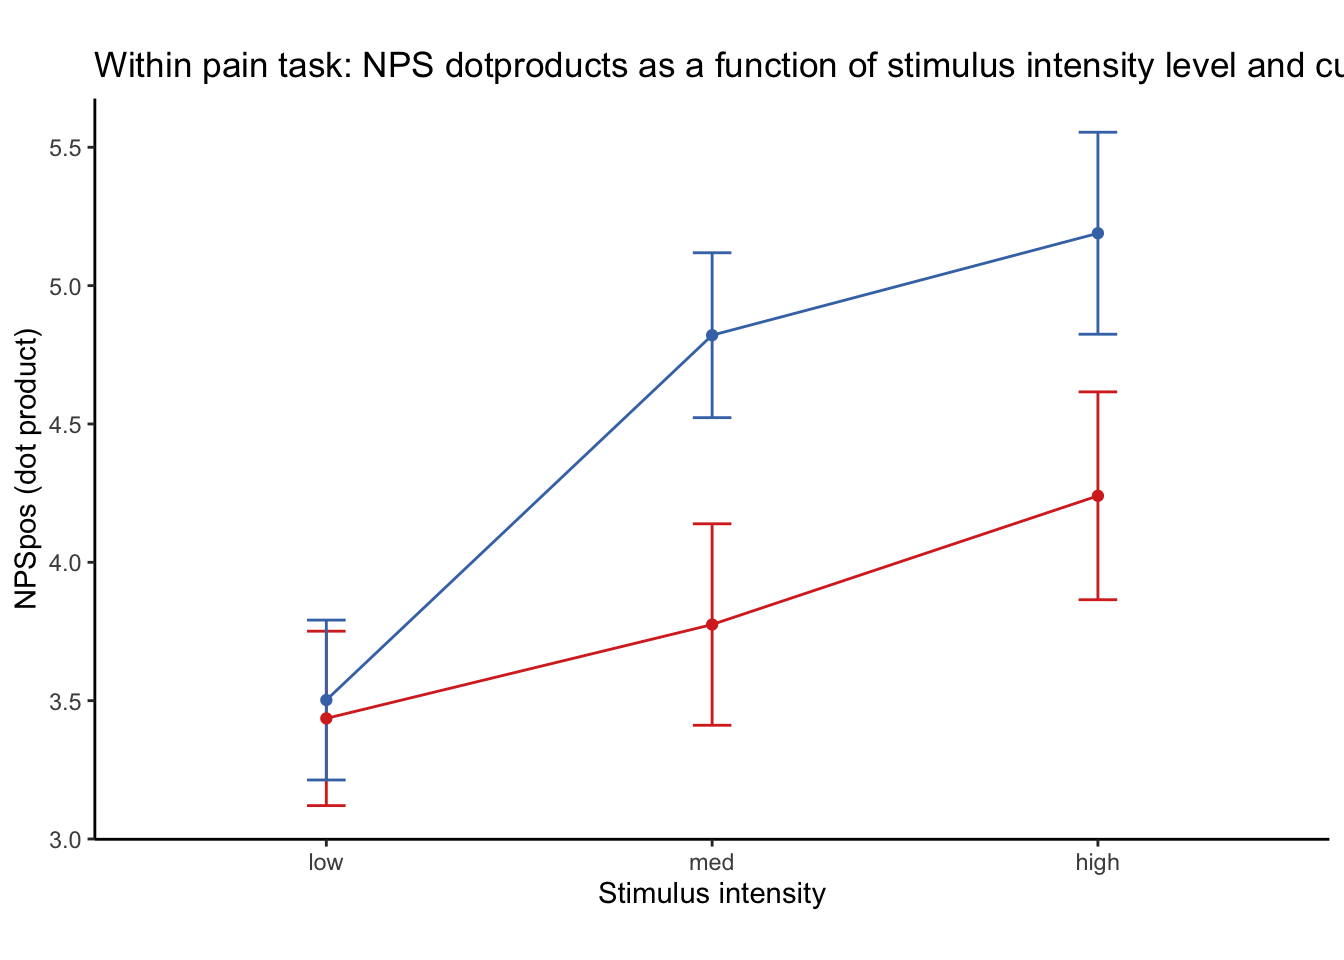 Within pain task: NPS dotproducts as a function of stimulus intensity level and cu
5.5
5.0
4.5
4.0
3.5
3.0
NPSpos (dot product)
low med high
Stimulus intensity